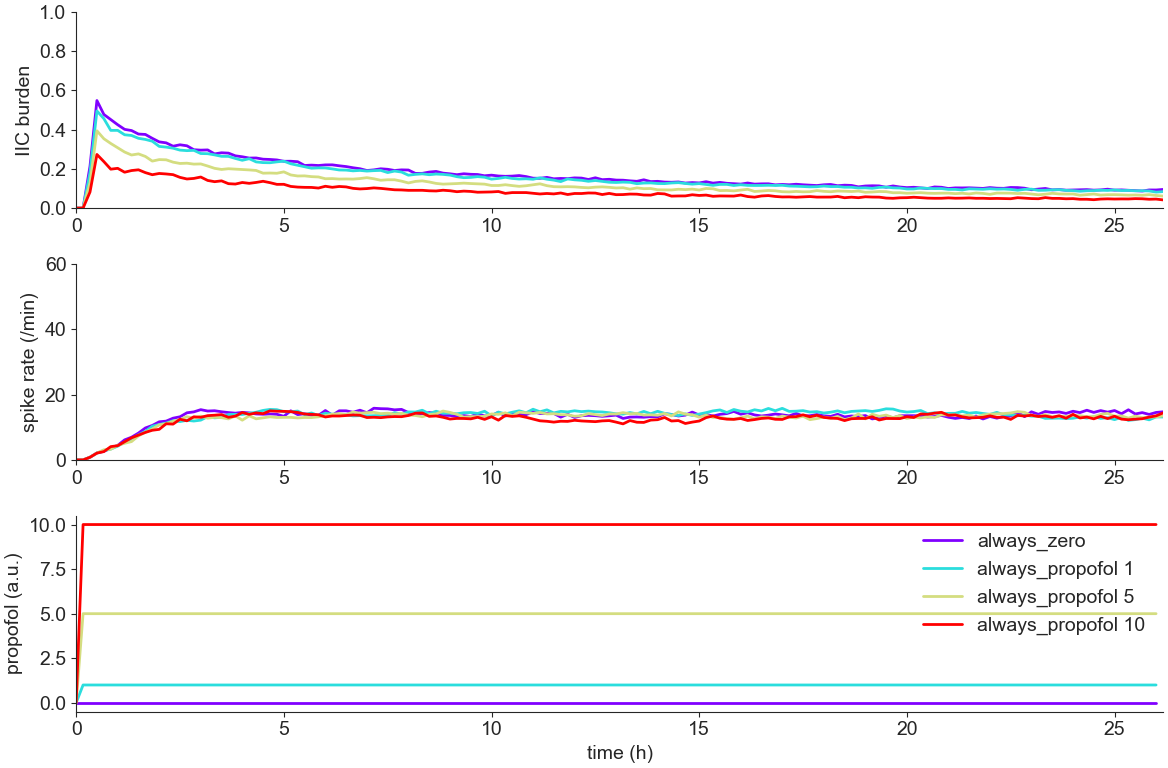 IIC burden
1.0
0.8
0.6
0.4
0.2
0.0
0 5 10 15 20 25
spike rate (/min)
60
40
20
0
0 5 10 15 20 25
propofol (a.u.)
10.0
7.5
5.0
2.5
0.0
always_zero
always_propofol 1
always_propofol 5
always_propofol 10
0 5 10 15 20 25
time (h)